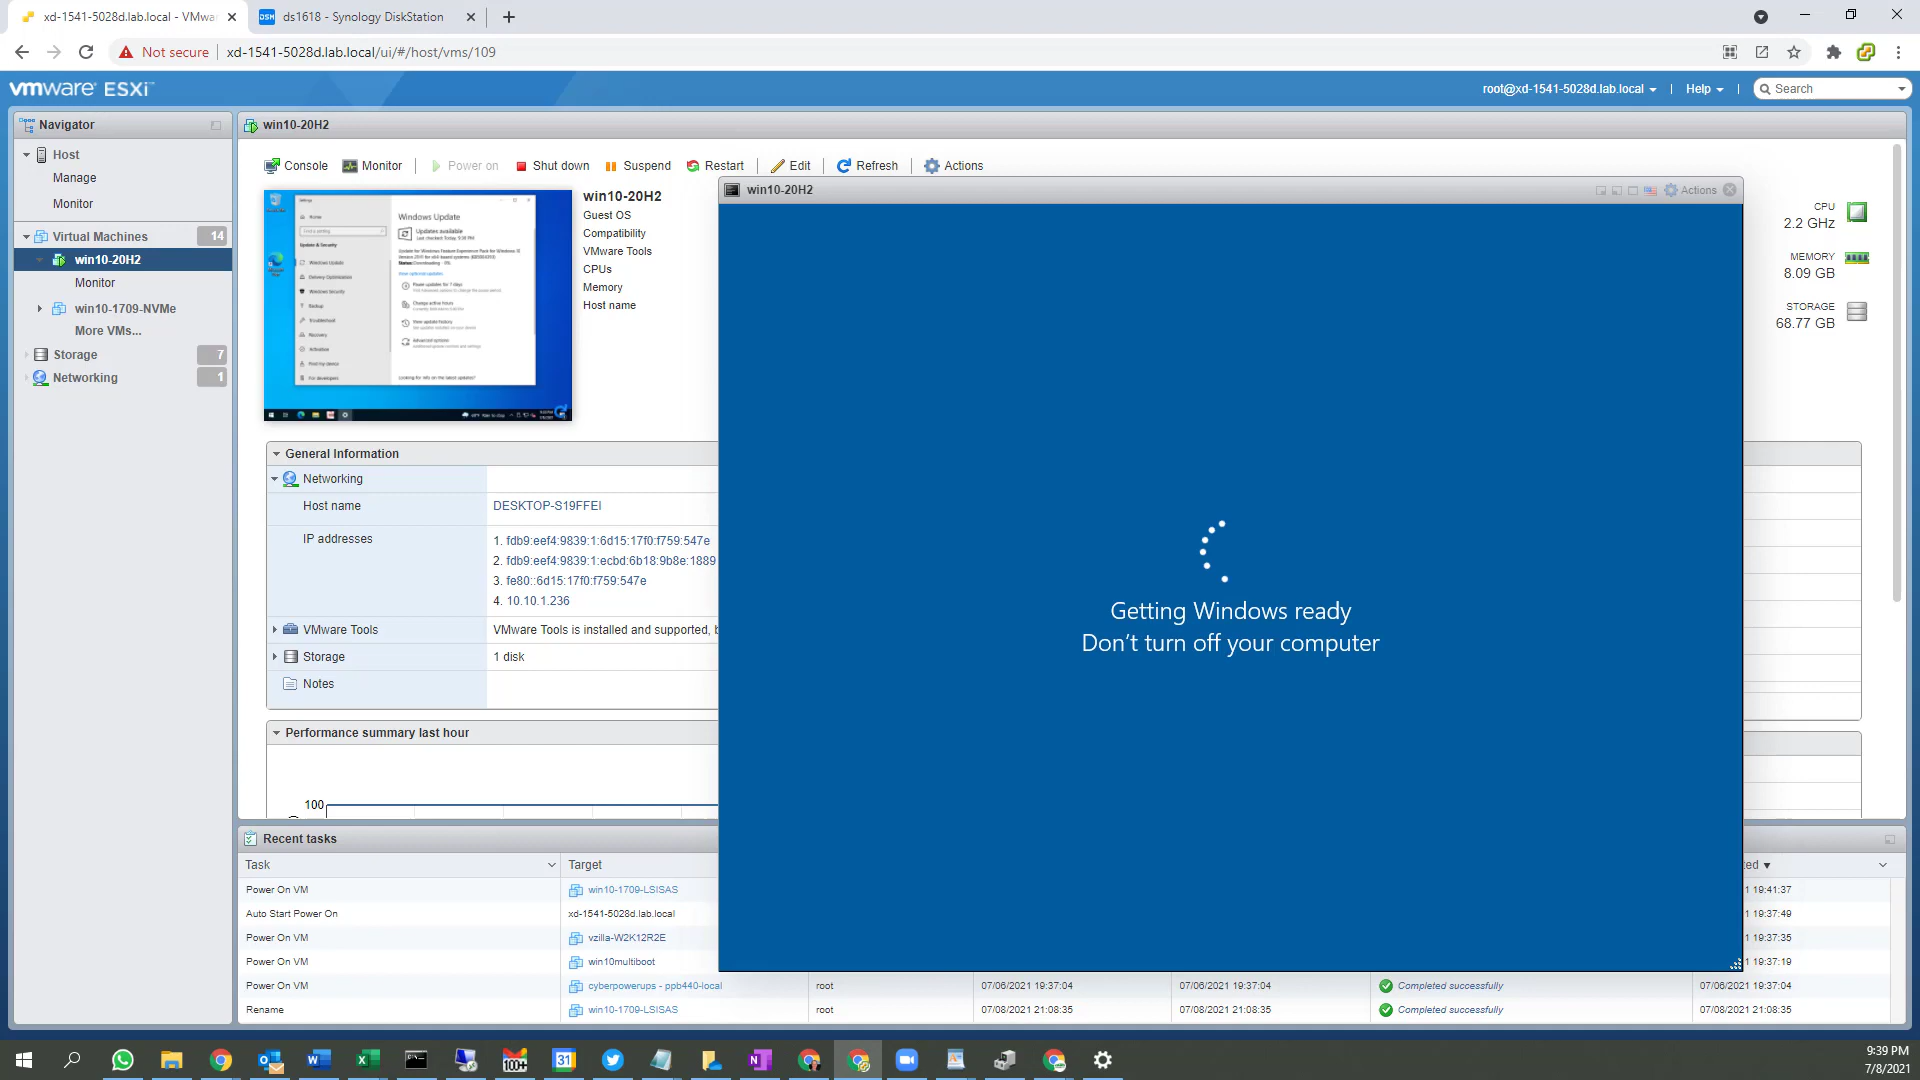 xd-1541-5028d.lab.local - VMwa
ds1618 - Synology DiskStation
Not secure
xd-1541-5028d.lab.local/ui/#/host/vms/109
vmware ESXi
root@xd-1541-5028d.lab.local
Help
Search
Navigator
Host
Manage
Monitor
Virtual Machines
14
win10-20H2
Monitor
win10-1709-NVMe
More VMs...
Storage
7
Networking
1
win10-20H2
Console
Monitor
Power on
Shut down
Suspend
Restart
Edit
Refresh
Actions
Windows Update
Updates available
win10-20H2
Guest OS
Compatibility
VMware Tools
CPUs
Memory
Host name
win10-20H2
Actions
Getting Windows ready
Don't turn off your computer
CPU
2.2 GHz
MEMORY
8.09 GB
STORAGE
68.77 GB
General Information
Networking
Host name
DESKTOP-S19FFEI
IP addresses
1. fdb9:eef4:9839:1:6d15:17f0:f759:547e
2. fdb9:eef4:9839:1:ecbd:6b18:9b8e:1889
3. fe80::6d15:17f0:f759:547e
4. 10.10.1.236
VMware Tools
VMware Tools is installed and supported, b
Storage
1 disk
Notes
Performance summary last hour
100
Recent tasks
Task
Target
ted
Power On VM
win10-1709-LSISAS
1 19:41:37
Auto Start Power On
xd-1541-5028d.lab.local
1 19:37:49
Power On VM
vzilla-W2K12R2E
1 19:37:35
Power On VM
win10multiboot
1 19:37:19
Power On VM
cyberpowerups - ppb440-local
root
07/06/2021 19:37:04
07/06/2021 19:37:04
Completed successfully
07/06/2021 19:37:04
Rename
win10-1709-LSISAS
root
07/08/2021 21:08:35
07/08/2021 21:08:35
Completed successfully
07/08/2021 21:08:35
9:39 PM
7/8/2021